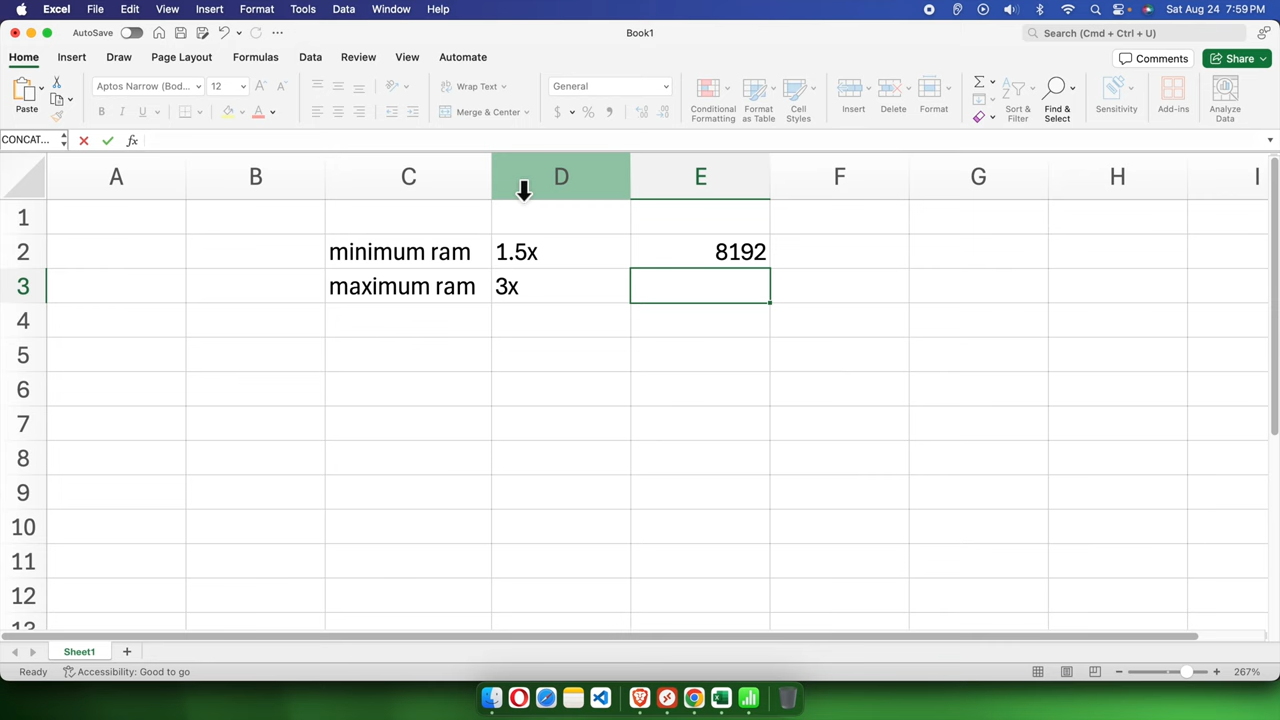 Excel File Edit View Insert Format Tools Data Window Help Sat Aug 24 7:59 PM
AutoSave Book1 Search (Cmd + Ctrl + U)
Home Insert Draw Page Layout Formulas Data Review View Automate Comments Share
Paste Aptos Narrow (Bod... 12 A A Wrap Text General Conditional Formatting Format as Table Cell Styles Insert Delete Format Sort & Filter Find & Select Sensitivity Add-ins Analyze Data
B I U A Merge & Center $ %
CONCAT... fx
A B C D E F G H I
1
2 minimum ram 1.5x 8192
3 maximum ram 3x
4
5
6
7
8
9
10
11
12
13
Sheet1 +
Ready Accessibility: Good to go 267%